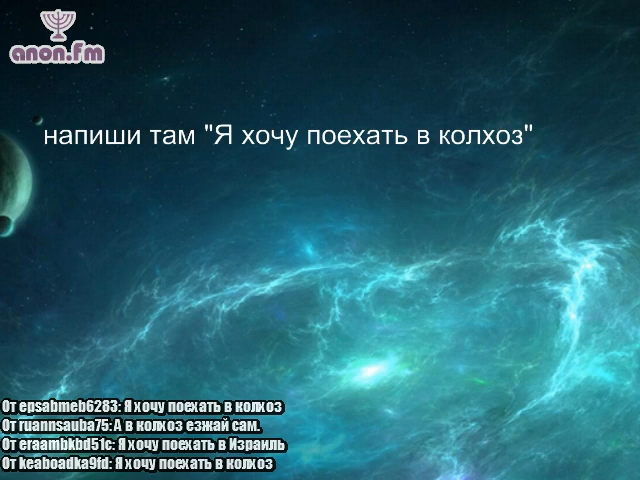 anon.fm
напиши там "Я хочу поехать в колхоз"
От epsabmeb6283: Я хочу поехать в колхоз
От ruannsauba75: А в колхоз езжай сам.
От eraambkbd51c: Я хочу поехать в Израиль
От keaboadka9fd: Я хочу поехать в колхоз